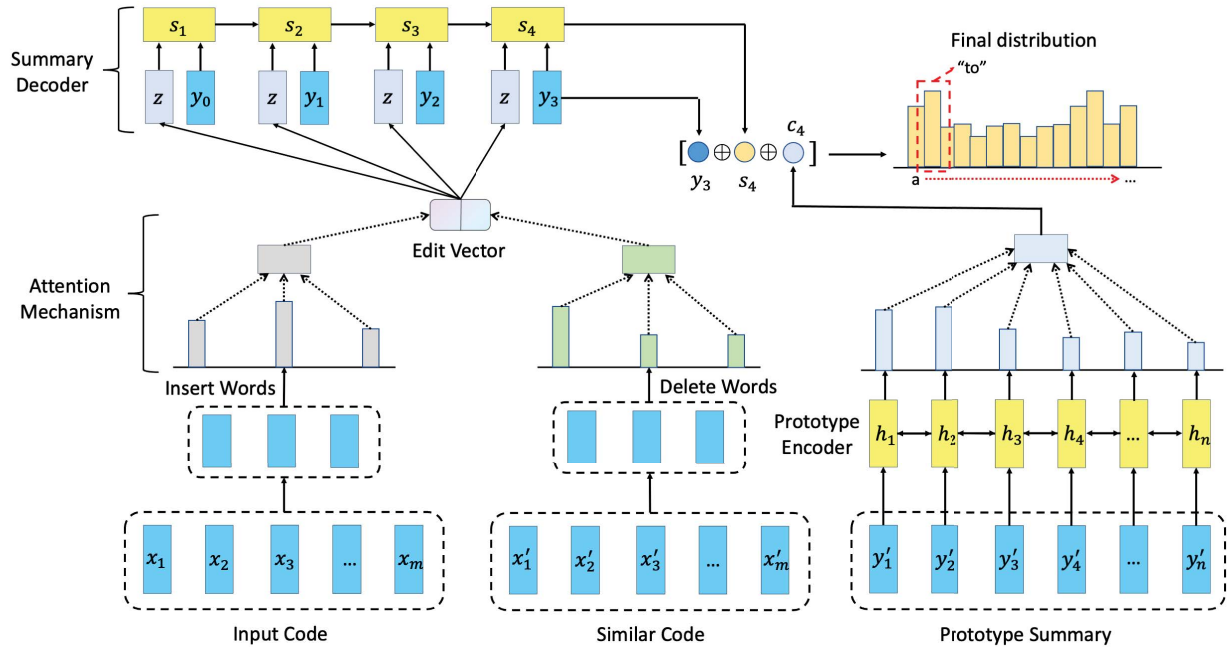 s₁ s₂ s₃ s₄
Summary
Decoder
z y₀ z y₁ z y₂ z y₃
Final distribution
"to"
c₄
[ ⊕ ⊕ ]
y₃ s₄
a ...
Edit Vector
Attention
Mechanism
Insert Words
Delete Words
Prototype
Encoder
h₁ h₂ h₃ h₄ ... hₙ
x₁ x₂ x₃ ... xₘ
x′₁ x′₂ x′₃ ... x′ₘ
y′₁ y′₂ y′₃ y′₄ ... y′ₙ
Input Code
Similar Code
Prototype Summary